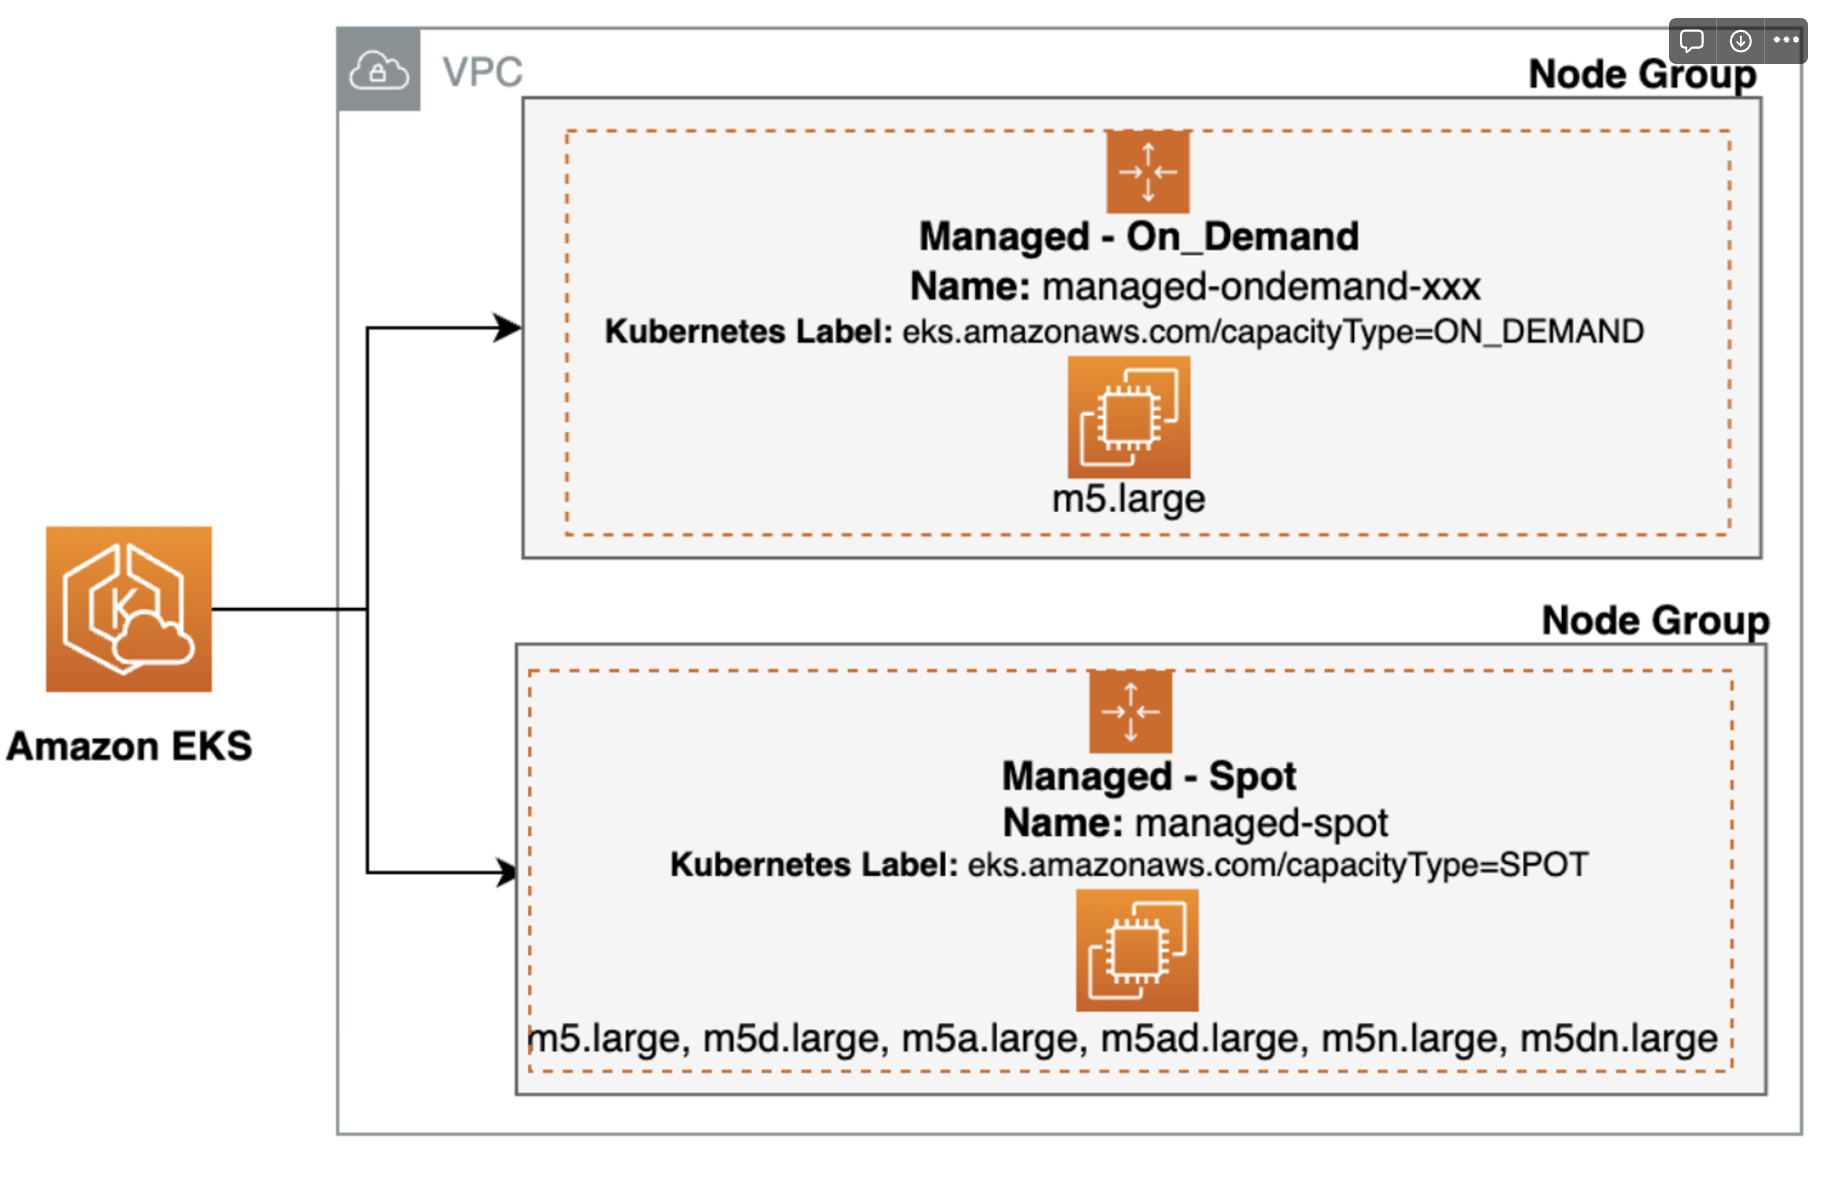 VPC
Node Group
Managed - On_Demand
Name: managed-ondemand-xxx
Kubernetes Label: eks.amazonaws.com/capacityType=ON_DEMAND
m5.large
Amazon EKS
Node Group
Managed - Spot
Name: managed-spot
Kubernetes Label: eks.amazonaws.com/capacityType=SPOT
m5.large, m5d.large, m5a.large, m5ad.large, m5n.large, m5dn.large